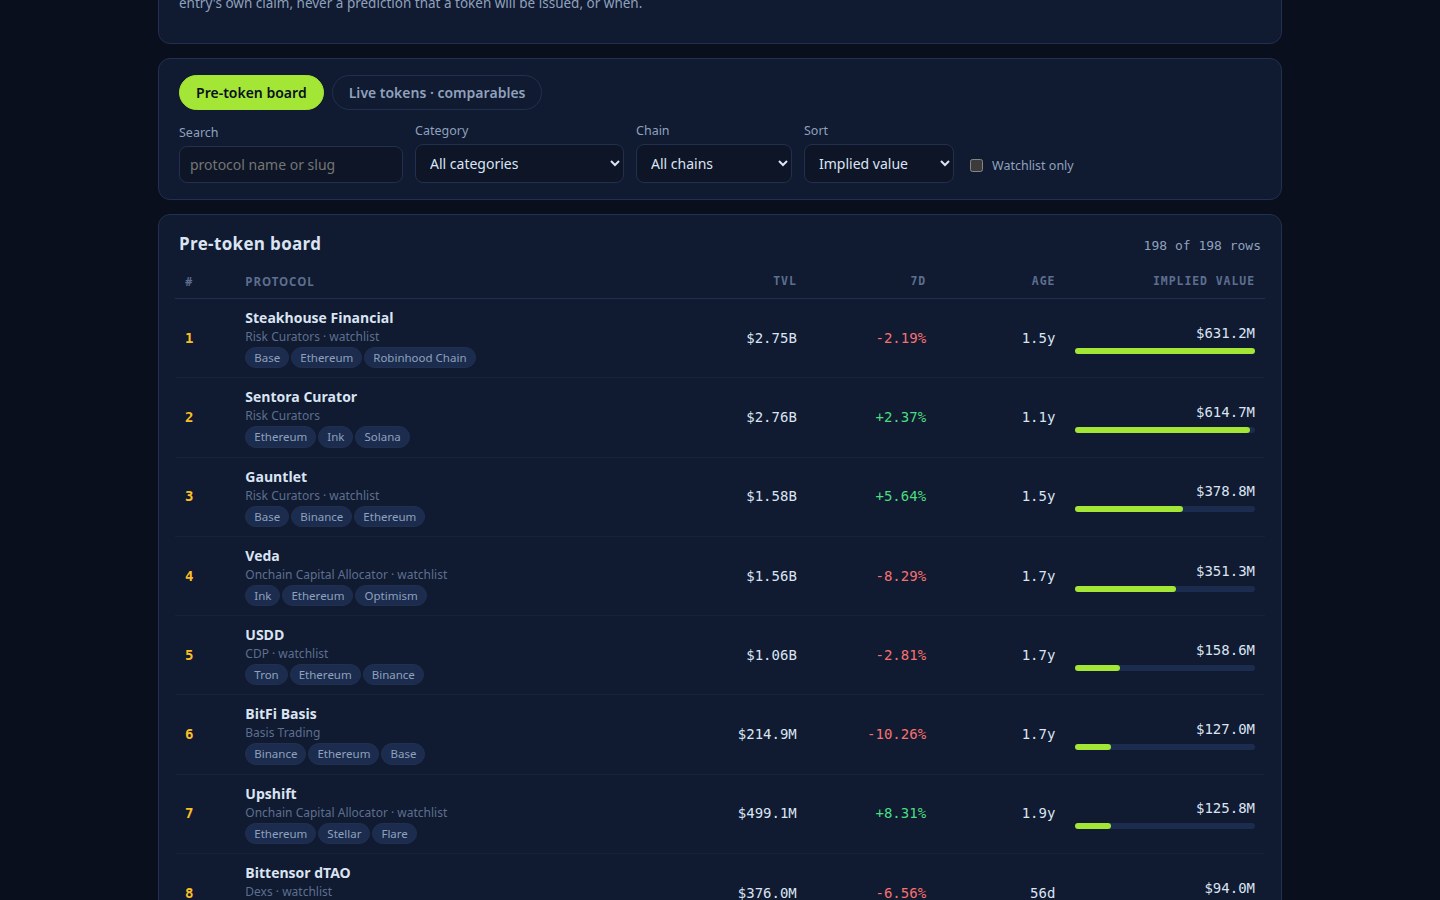 entry's own claim, never a prediction that a token will be issued, or when.
Pre-token board
Live tokens · comparables
Search
Category
Chain
Sort
protocol name or slug
All categories
All chains
Implied value
Watchlist only
Pre-token board
198 of 198 rows
# PROTOCOL TVL 7D AGE IMPLIED VALUE
Steakhouse Financial
Risk Curators · watchlist
1 $2.75B -2.19% 1.5y $631.2M
Base Ethereum Robinhood Chain
Sentora Curator
Risk Curators
2 $2.76B +2.37% 1.1y $614.7M
Ethereum Ink Solana
Gauntlet
Risk Curators · watchlist
3 $1.58B +5.64% 1.5y $378.8M
Base Binance Ethereum
Veda
Onchain Capital Allocator · watchlist
4 $1.56B -8.29% 1.7y $351.3M
Ink Ethereum Optimism
USDD
CDP · watchlist
5 $1.06B -2.81% 1.7y $158.6M
Tron Ethereum Binance
BitFi Basis
Basis Trading
6 $214.9M -10.26% 1.7y $127.0M
Binance Ethereum Base
Upshift
Onchain Capital Allocator · watchlist
7 $499.1M +8.31% 1.9y $125.8M
Ethereum Stellar Flare
Bittensor dTAO
Dexs · watchlist
8 $376.0M -6.56% 56d $94.0M